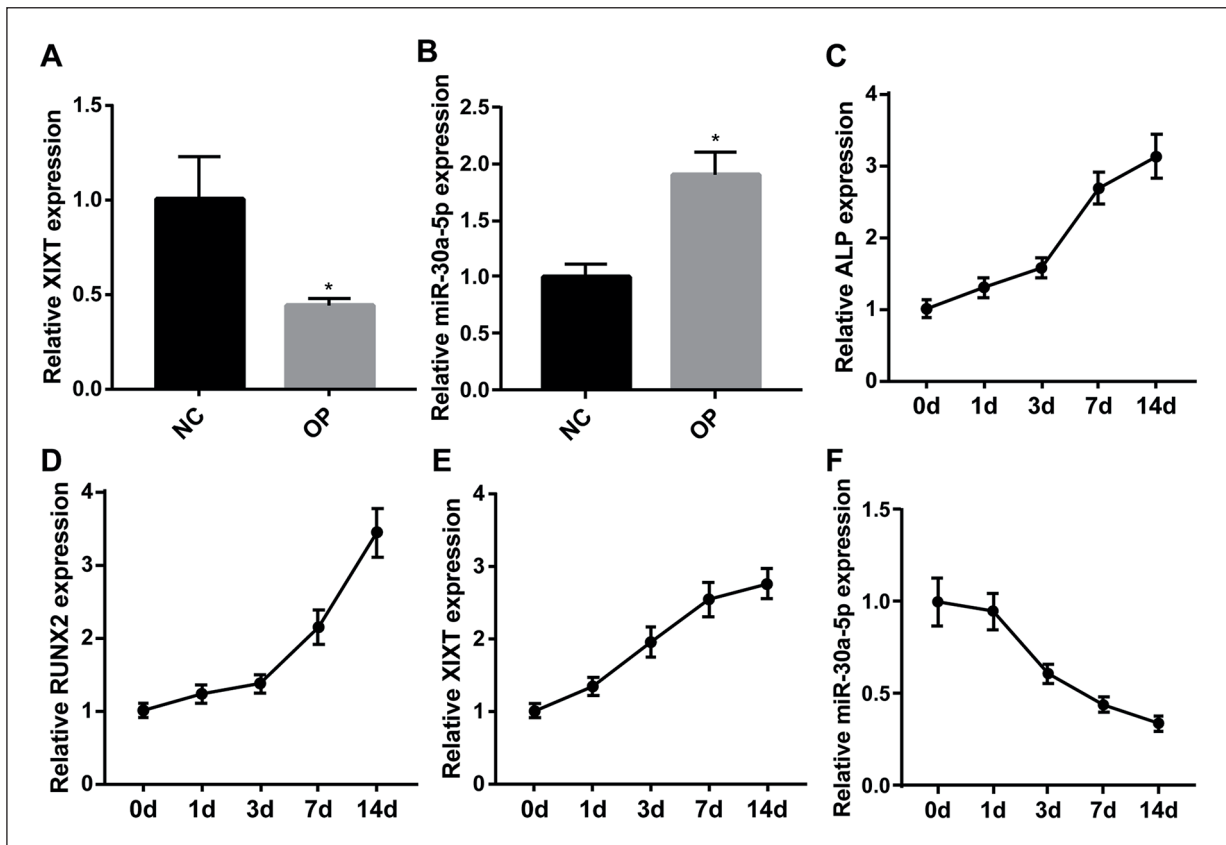 A
Relative XIXT expression
1.5
1.0
0.5
0.0
*
NC
OP
B
Relative miR-30a-5p expression
2.5
2.0
1.5
1.0
0.5
0.0
*
NC
OP
C
Relative ALP expression
4
3
2
1
0
0d 1d 3d 7d 14d
D
Relative RUNX2 expression
4
3
2
1
0
0d 1d 3d 7d 14d
E
Relative XIXT expression
4
3
2
1
0
0d 1d 3d 7d 14d
F
Relative miR-30a-5p expression
1.5
1.0
0.5
0.0
0d 1d 3d 7d 14d